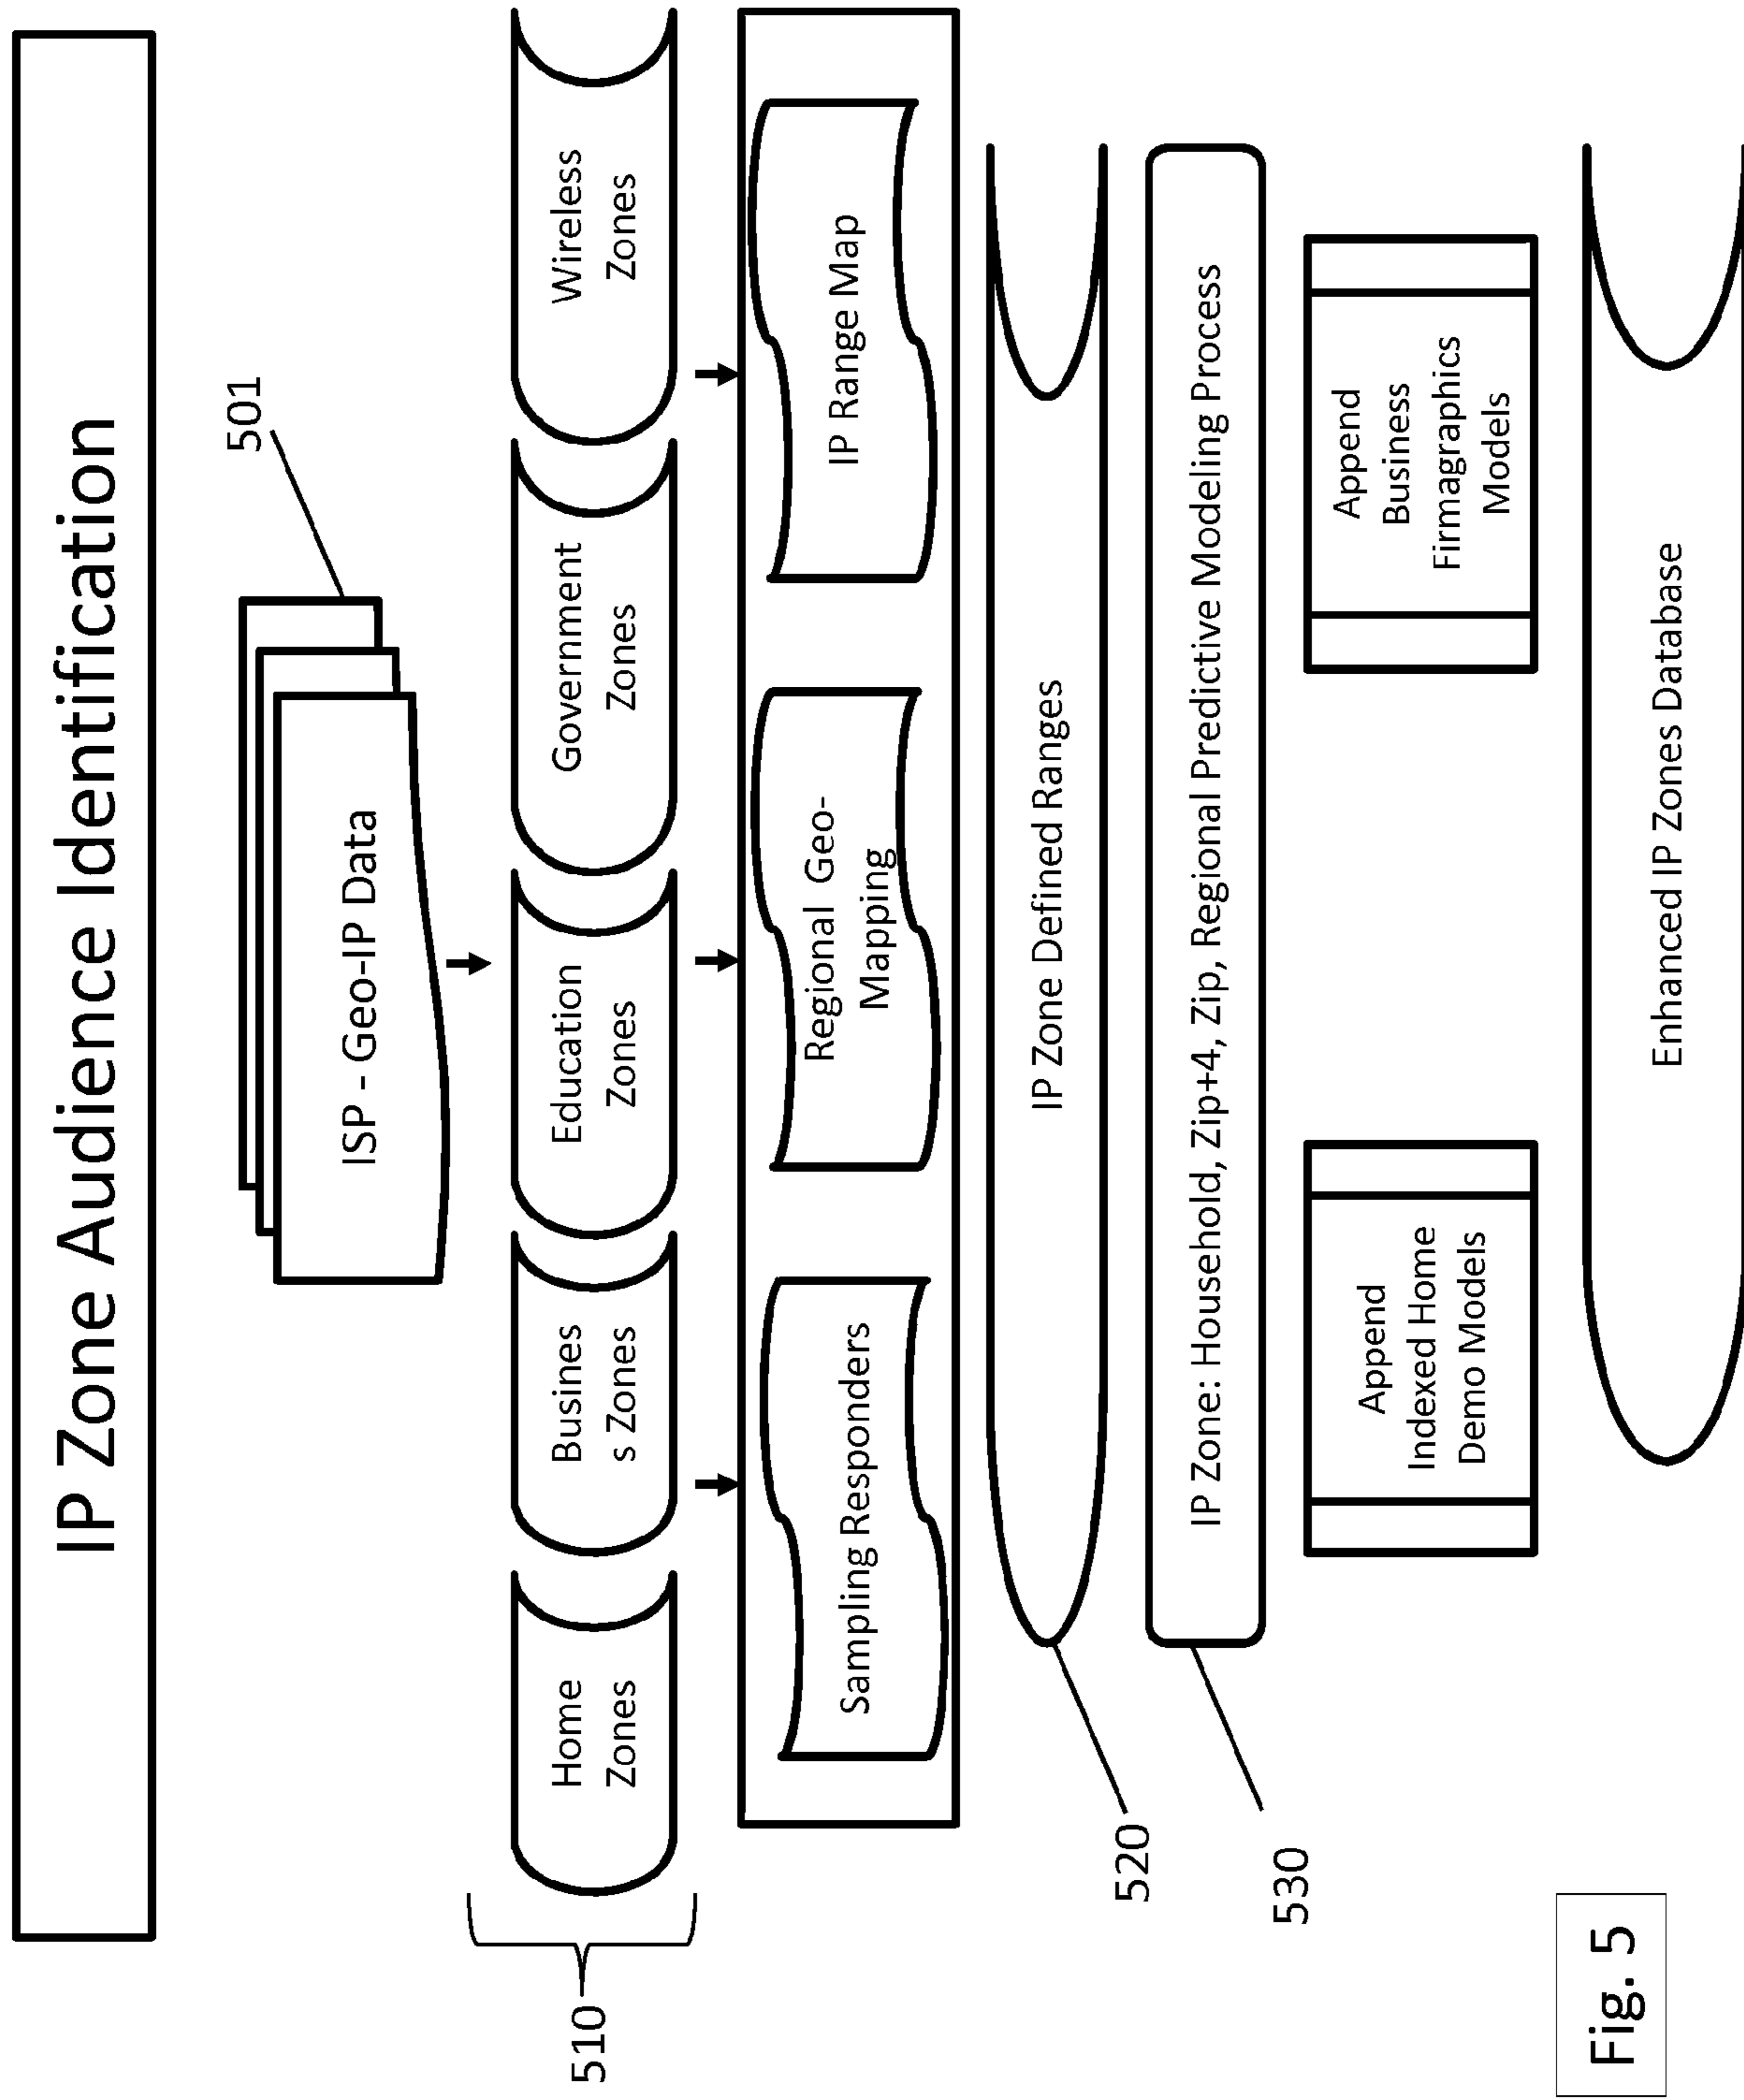 IP Zone Audience Identification
501
ISP - Geo-IP Data
510
Home
Zones
Busines
s Zones
Education
Zones
Government
Zones
Wireless
Zones
Sampling Responders
Regional Geo-
Mapping
IP Range Map
520
IP Zone Defined Ranges
530
IP Zone: Household, Zip+4, Zip, Regional Predictive Modeling Process
Append
Indexed Home
Demo Models
Append
Business
Firmagraphics
Models
Enhanced IP Zones Database
Fig. 5